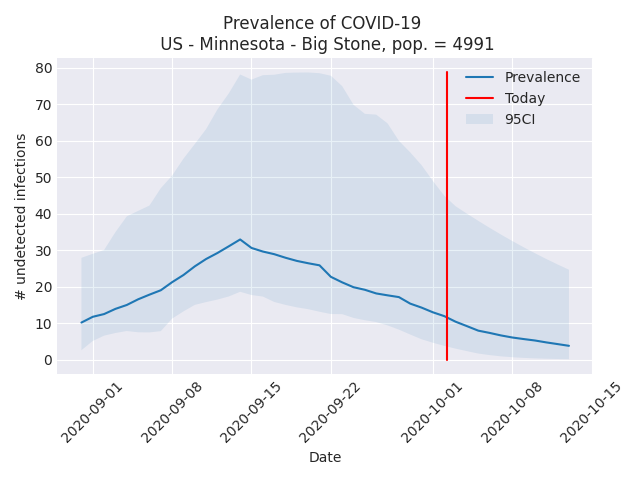 Prevalence of COVID-19
US - Minnesota - Big Stone, pop. = 4991
80
70
60
50
40
30
20
10
0
# undetected infections
Prevalence
Today
95CI
2020-09-01
2020-09-08
2020-09-15
2020-09-22
2020-10-01
2020-10-08
2020-10-15
Date